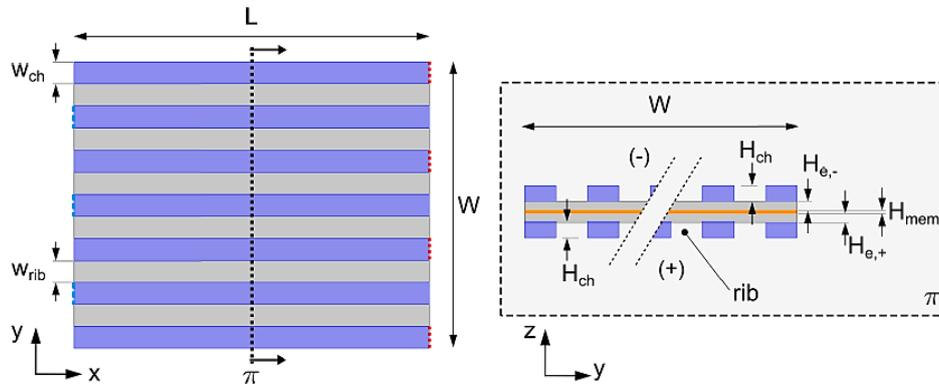 L
w_ch
W
w_rib
y
x
π
W
(-)
H_ch
H_e,-
H_mem
H_e,+
H_ch
(+)
rib
π
z
y